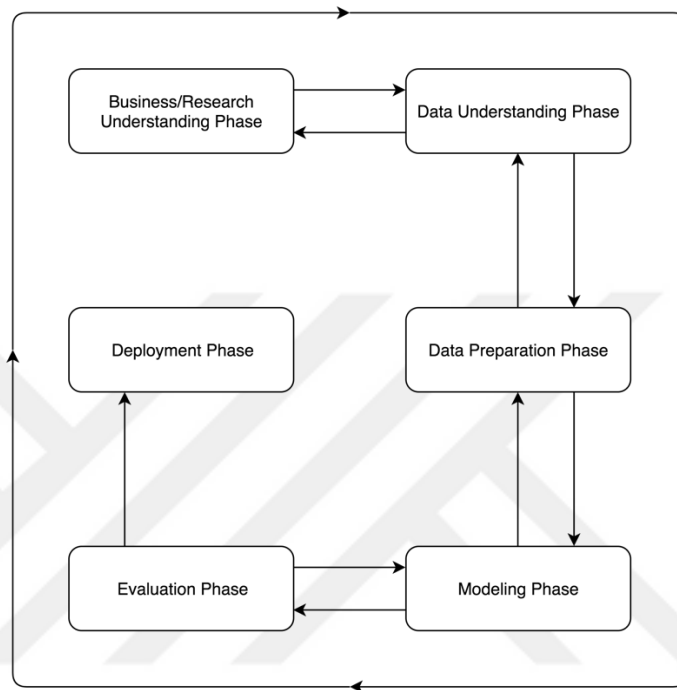 Business/Research
Understanding Phase
Data Understanding Phase
Deployment Phase
Data Preparation Phase
Evaluation Phase
Modeling Phase